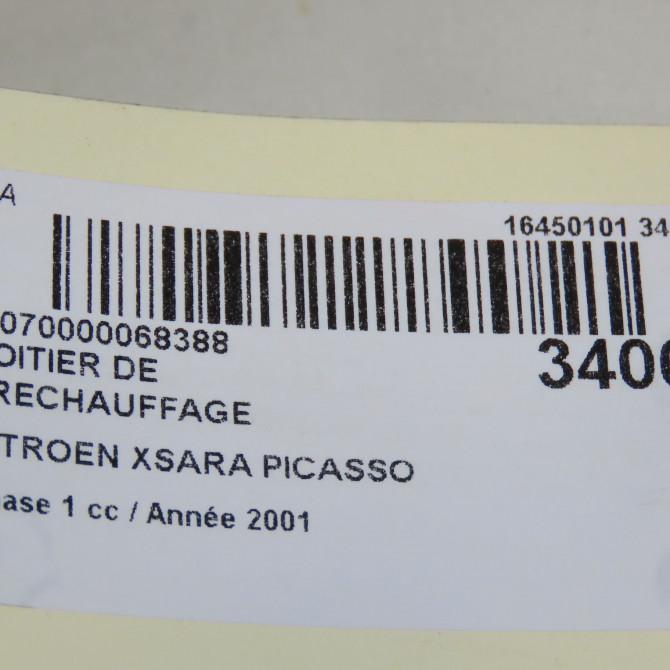 A
16450101 34
070000068388
3400
OITIER DE
RECHAUFFAGE
TROEN XSARA PICASSO
ase 1 cc / Année 2001